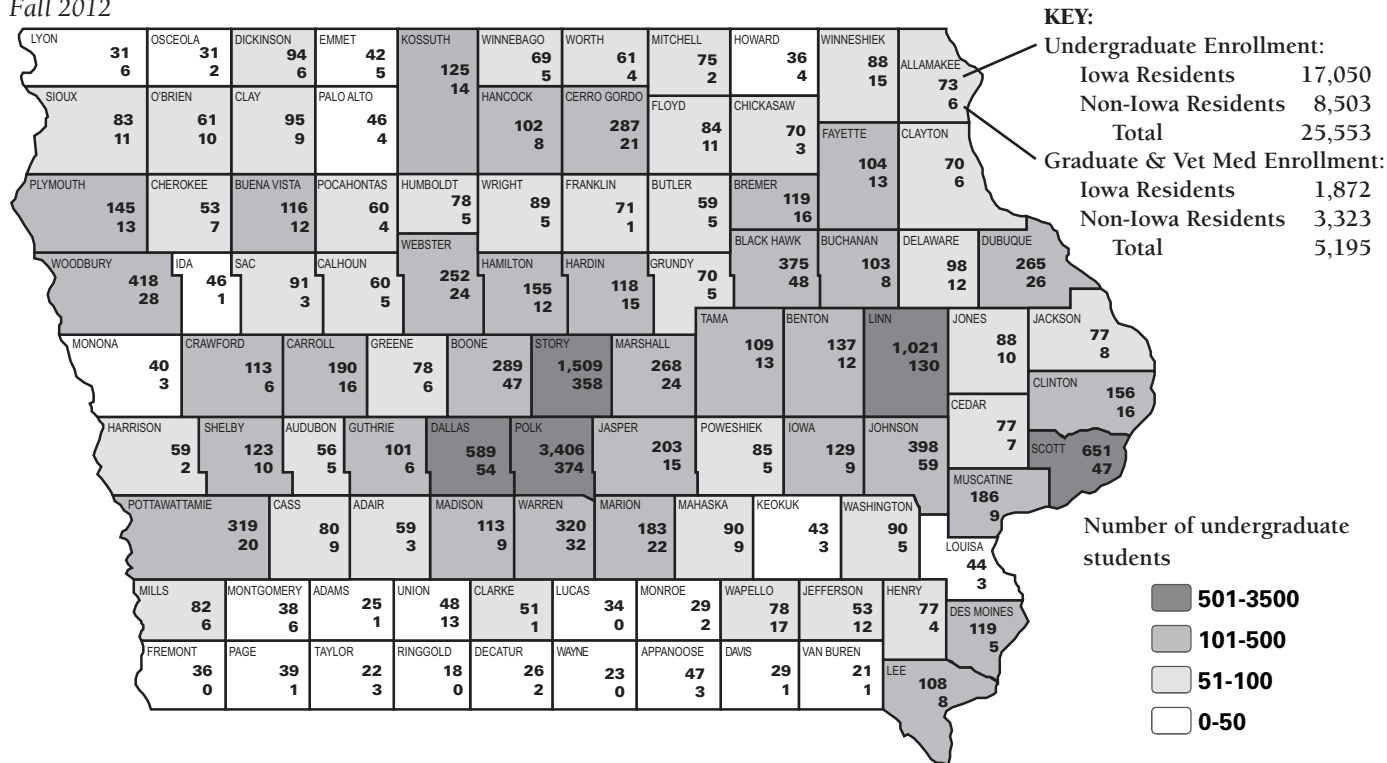 Fall 2012
KEY:
Undergraduate Enrollment:
Iowa Residents 17,050
Non-Iowa Residents 8,503
Total 25,553
Graduate & Vet Med Enrollment:
Iowa Residents 1,872
Non-Iowa Residents 3,323
Total 5,195
LYON
31
6
OSCEOLA
31
2
DICKINSON
94
6
EMMET
42
5
KOSSUTH
125
14
WINNEBAGO
69
5
WORTH
61
4
MITCHELL
75
2
HOWARD
36
4
WINNESHIEK
88
15
ALLAMAKEE
73
6
SIOUX
83
11
O'BRIEN
61
10
CLAY
95
9
PALO ALTO
46
4
HANCOCK
102
8
CERRO GORDO
287
21
FLOYD
84
11
CHICKASAW
70
3
FAYETTE
104
13
CLAYTON
70
6
PLYMOUTH
145
13
CHEROKEE
53
7
BUENA VISTA
116
12
POCAHONTAS
60
4
HUMBOLDT
78
5
WRIGHT
89
5
FRANKLIN
71
1
BUTLER
59
5
BREMER
119
16
WOODBURY
418
28
IDA
46
1
SAC
91
3
CALHOUN
60
5
WEBSTER
252
24
HAMILTON
155
12
HARDIN
118
15
GRUNDY
70
5
BLACK HAWK
375
48
BUCHANAN
103
8
DELAWARE
98
12
DUBUQUE
265
26
MONONA
40
3
CRAWFORD
113
6
CARROLL
190
16
GREENE
78
6
BOONE
289
47
STORY
1,509
358
MARSHALL
268
24
TAMA
109
13
BENTON
137
12
LINN
1,021
130
JONES
88
10
JACKSON
77
8
CLINTON
156
16
HARRISON
59
2
SHELBY
123
10
AUDUBON
56
5
GUTHRIE
101
6
DALLAS
589
54
POLK
3,406
374
JASPER
203
15
POWESHIEK
85
5
IOWA
129
9
JOHNSON
398
59
CEDAR
77
7
SCOTT
651
47
MUSCATINE
186
9
POTTAWATTAMIE
319
20
CASS
80
9
ADAIR
59
3
MADISON
113
9
WARREN
320
32
MARION
183
22
MAHASKA
90
9
KEOKUK
43
3
WASHINGTON
90
5
LOUISA
44
3
MILLS
82
6
MONTGOMERY
38
6
ADAMS
25
1
UNION
48
13
CLARKE
51
1
LUCAS
34
0
MONROE
29
2
WAPELLO
78
17
JEFFERSON
53
12
HENRY
77
4
DES MOINES
119
5
FREMONT
36
0
PAGE
39
1
TAYLOR
22
3
RINGGOLD
18
0
DECATUR
26
2
WAYNE
23
0
APPANOOSE
47
3
DAVIS
29
1
VAN BUREN
21
1
LEE
108
8
Number of undergraduate
students
501-3500
101-500
51-100
0-50